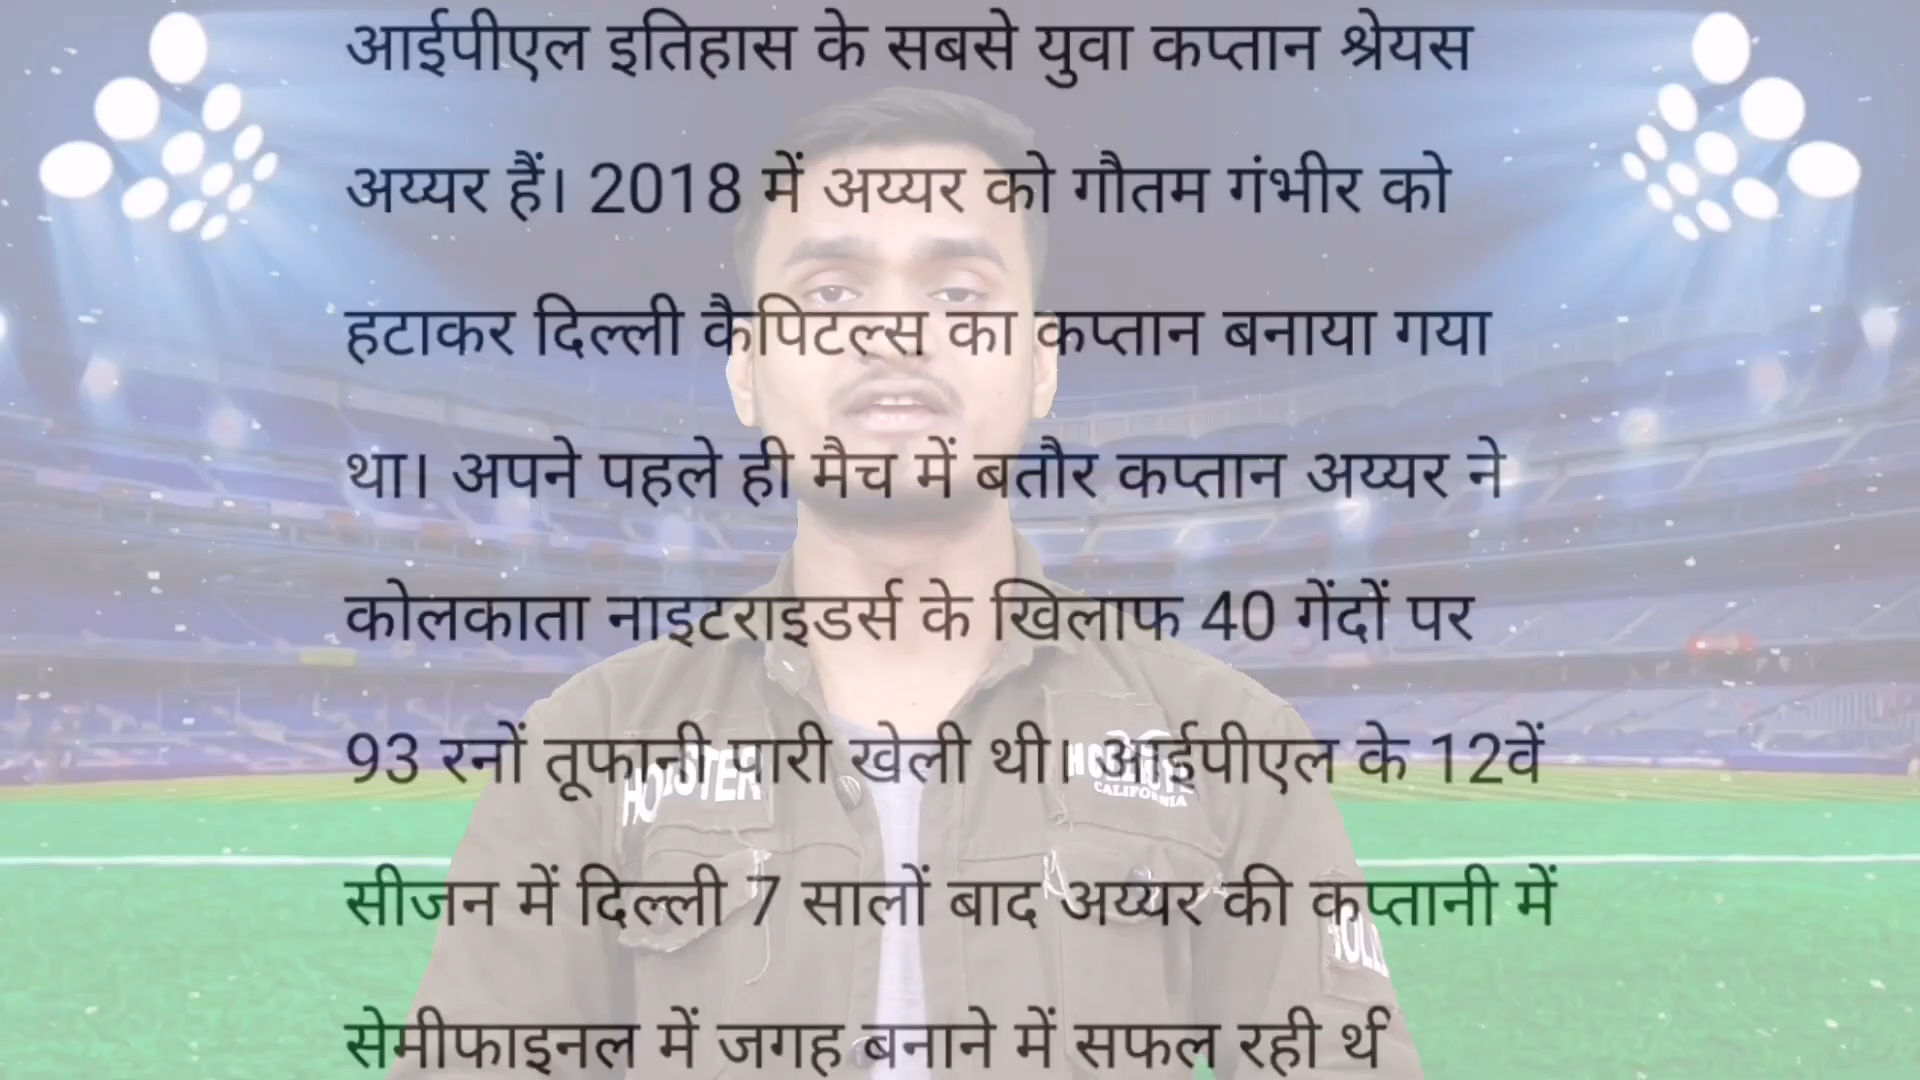 आईपीएल इतिहास के सबसे युवा कप्तान श्रेयस
अय्यर हैं। 2018 में अय्यर को गौतम गंभीर को
हटाकर दिल्ली कैपिटल्स का कप्तान बनाया गया
था। अपने पहले ही मैच में बतौर कप्तान अय्यर ने
कोलकाता नाइटराइडर्स के खिलाफ 40 गेंदों पर
93 रनों तूफानी पारी खेली थी। आईपीएल के 12वें
सीजन में दिल्ली 7 सालों बाद अय्यर की कप्तानी में
सेमीफाइनल में जगह बनाने में सफल रही
CALIFORNIA